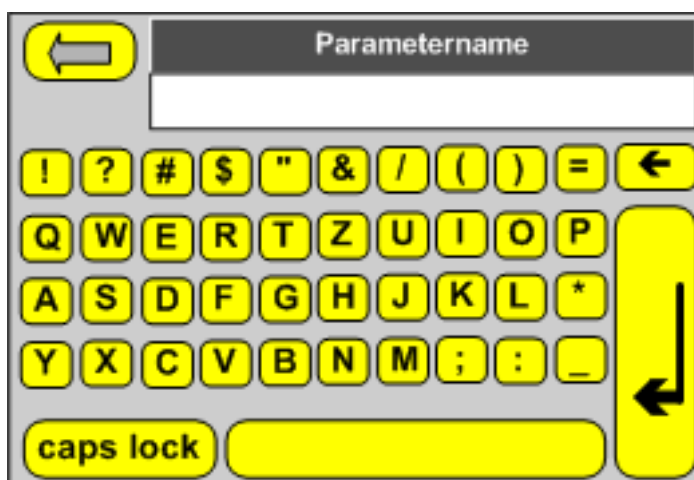 Parametername
! ? # $ " & / ( ) =
Q W E R T Z U I O P
A S D F G H J K L *
Y X C V B N M ; : _
caps lock